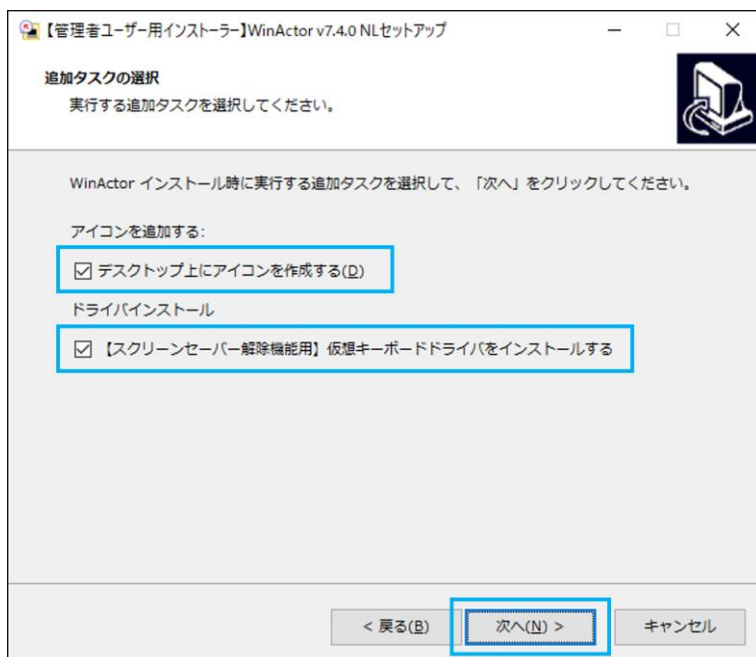 【管理者ユーザー用インストーラー】WinActor v7.4.0 NLセットアップ
追加タスクの選択
実行する追加タスクを選択してください。
WinActor インストール時に実行する追加タスクを選択して、「次へ」をクリックしてください。
アイコンを追加する:
デスクトップ上にアイコンを作成する(D)
ドライバインストール
【スクリーンセーバー解除機能用】仮想キーボードドライバをインストールする
< 戻る(B)
次へ(N) >
キャンセル